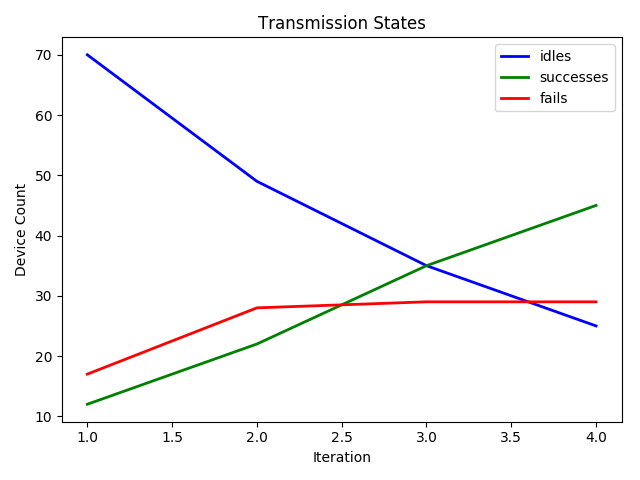 Transmission States
idles
successes
fails
Device Count
70
60
50
40
30
20
10
1.0 1.5 2.0 2.5 3.0 3.5 4.0
Iteration